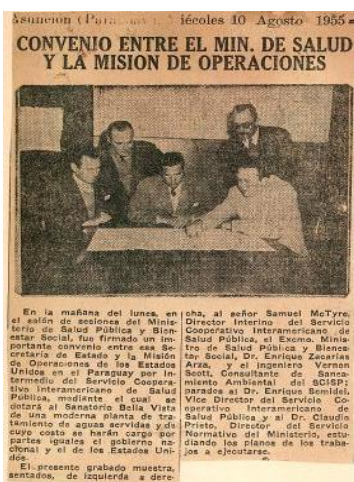 Asunción (Paraguay) Miécoles 10 Agosto 1955-
CONVENIO ENTRE EL MIN. DE SALUD
Y LA MISION DE OPERACIONES
En la mañana del lunes, en
el salón de sesiones del Minis-
terio de Salud Pública y Bien-
estar Social, fue firmado un im-
portante convenio entre esa Se-
cretaría de Estado y la Misión
de Operaciones de los Estados
Unidos en el Paraguay por in-
termedio del Servicio Coopera-
tivo Interamericano de Salud
Pública, mediante el cual se
dotará al Sanatorio Bella Vista
de una moderna planta de tra-
tamiento de aguas servidas y de
cuyo costo se harán cargo por
partes iguales el gobierno na-
cional y el de los Estados Uni-
dos.
El presente grabado muestra,
sentados, de izquierda a dere-
cha, al señor Samuel McTyre,
Director Interino del Servicio
Cooperativo Interamericano de
Salud Pública, el Excmo. Minis-
tro de Salud Pública y Bienes-
tar Social, Dr. Enrique Zacarías
Arza, y el ingeniero Vernon
Scott, Consultante de Sanea-
miento Ambiental del SCISP;
parados al Dr. Enrique Semidei,
Vice Director del Servicio Co-
operativo Interamericano de
Salud Pública y al Dr. Claudio
Prieto, Director del Servicio
Normativo del Ministerio, estu-
diando los planos de los traba-
jos a ejecutarse.